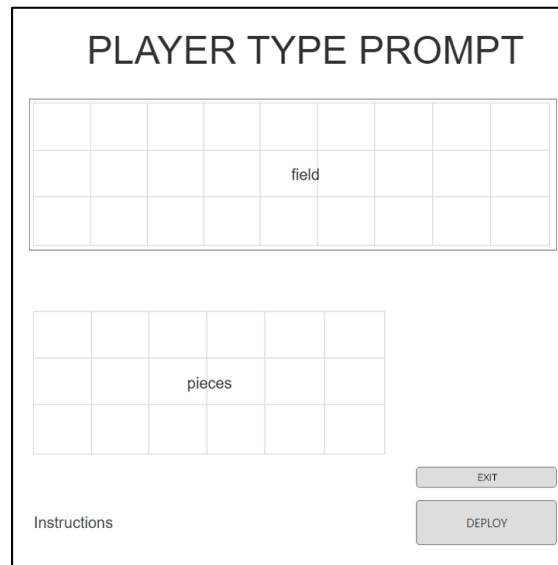 PLAYER TYPE PROMPT
field
pieces
EXIT
Instructions
DEPLOY